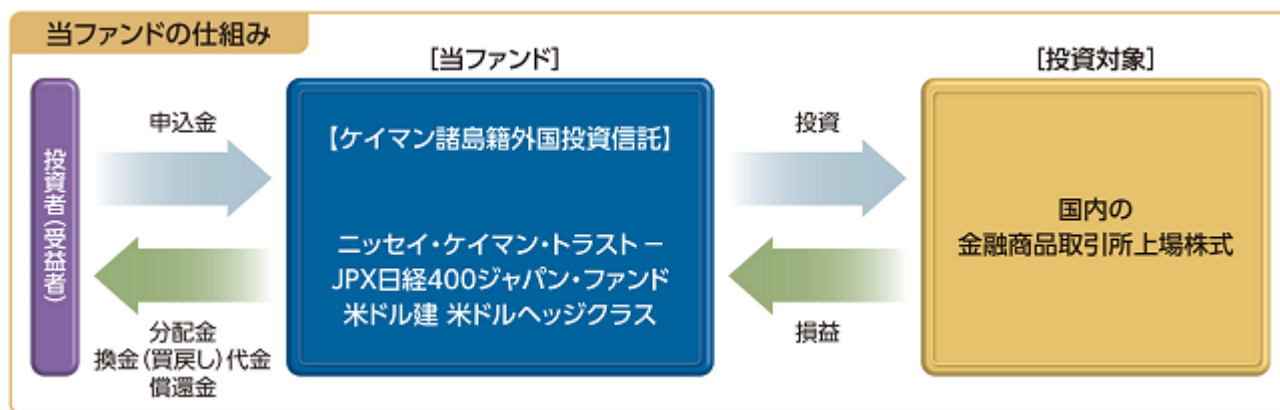 当ファンドの仕組み
[当ファンド]
[投資対象]
投資者(受益者)
申込金
分配金
換金(買戻し)代金
償還金
【ケイマン諸島籍外国投資信託】
ニッセイ・ケイマン・トラスト－
JPX日経400ジャパン・ファンド
米ドル建 米ドルヘッジクラス
投資
損益
国内の
金融商品取引所上場株式